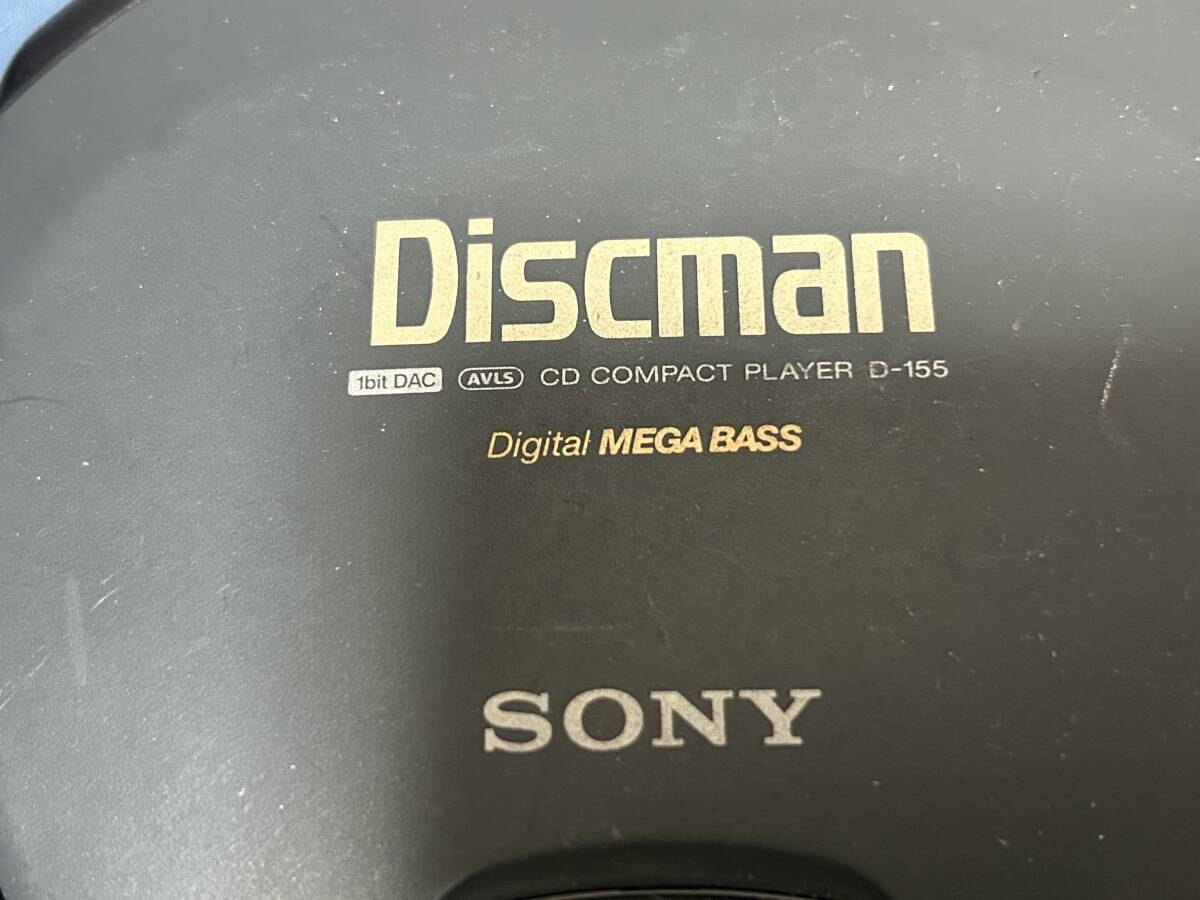 Discman
1bit DAC AVLS CD COMPACT PLAYER D-155
Digital MEGA BASS
SONY